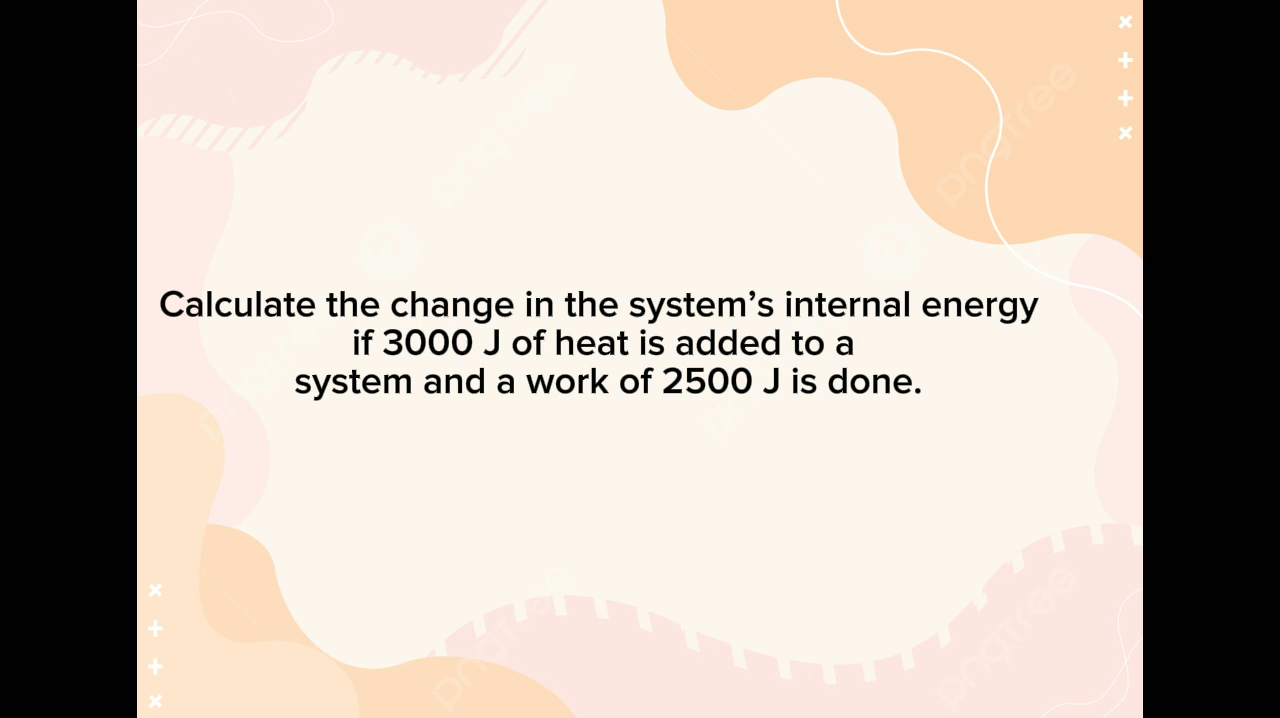 Calculate the change in the system’s internal energy
if 3000 J of heat is added to a
system and a work of 2500 J is done.